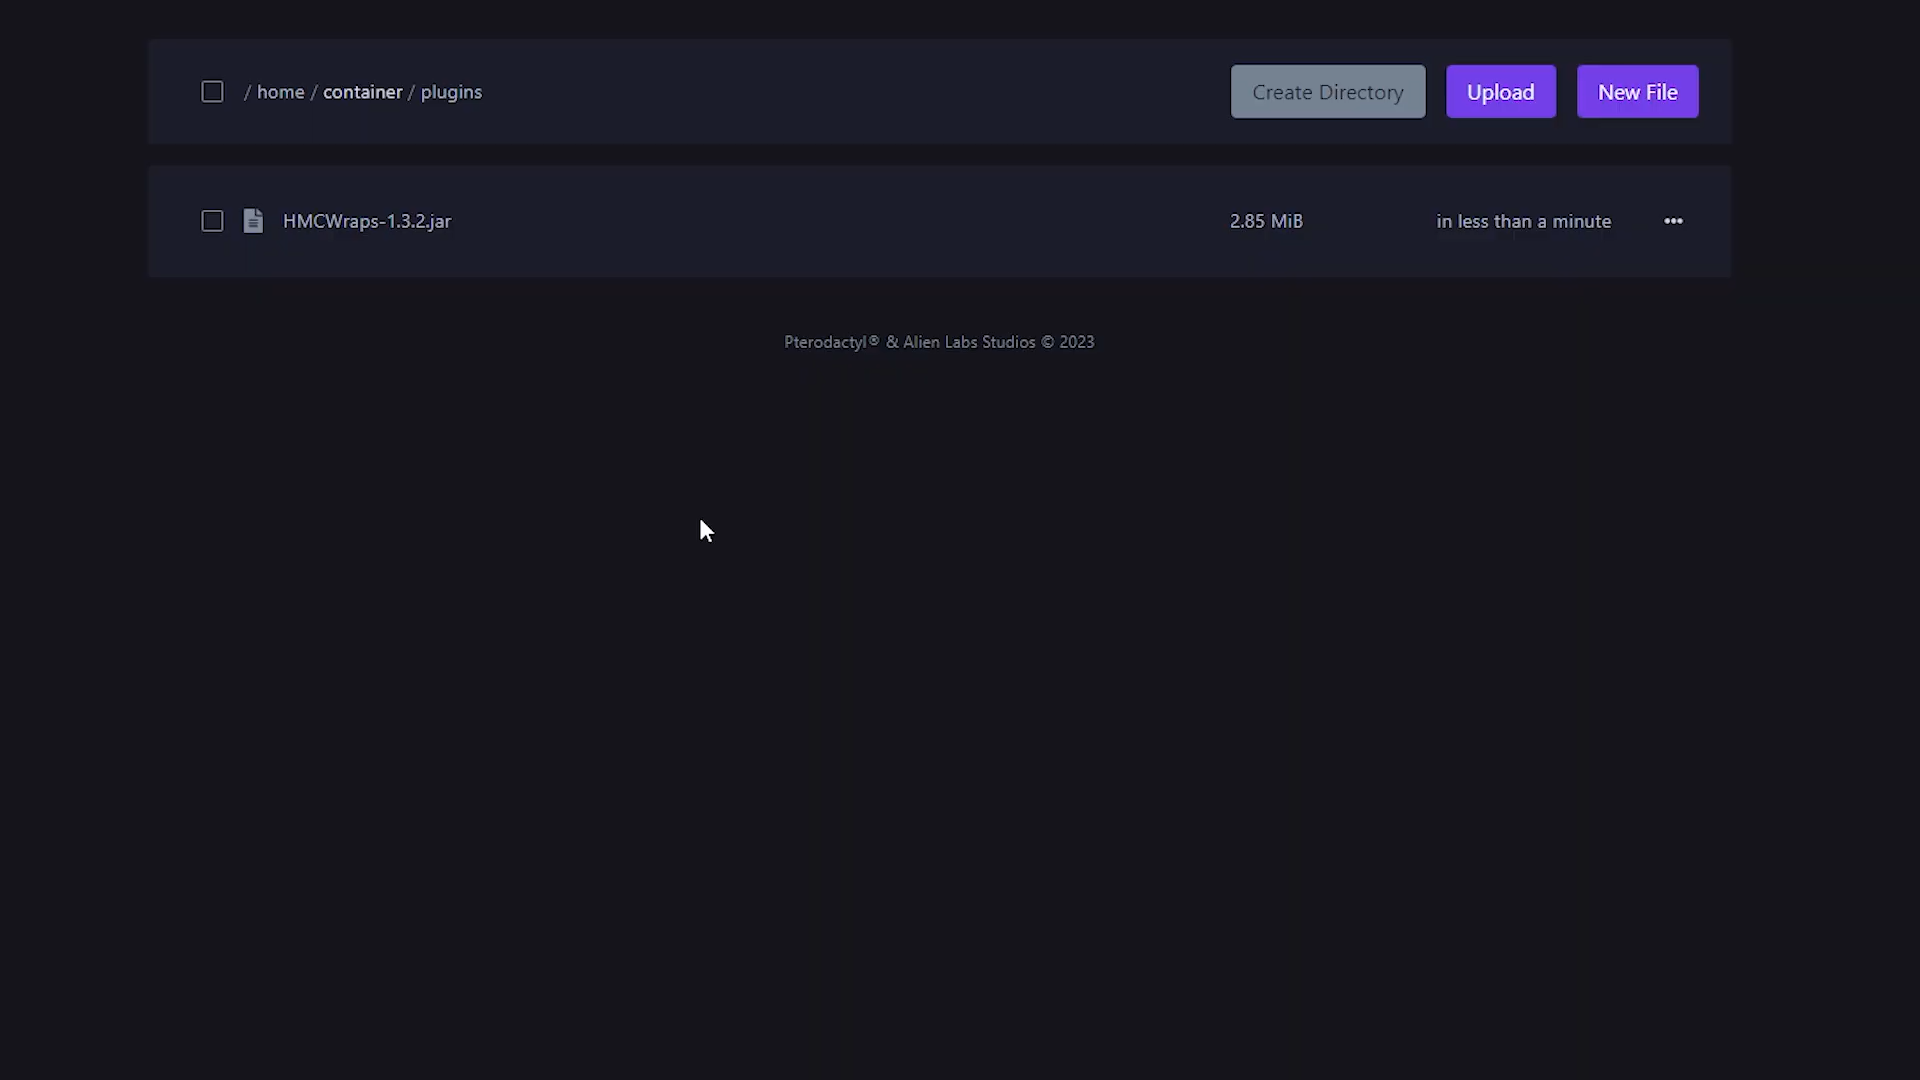 / home / container / plugins
Create Directory
Upload
New File
HMCWraps-1.3.2.jar
2.85 MiB
in less than a minute
Pterodactyl® & Alien Labs Studios © 2023